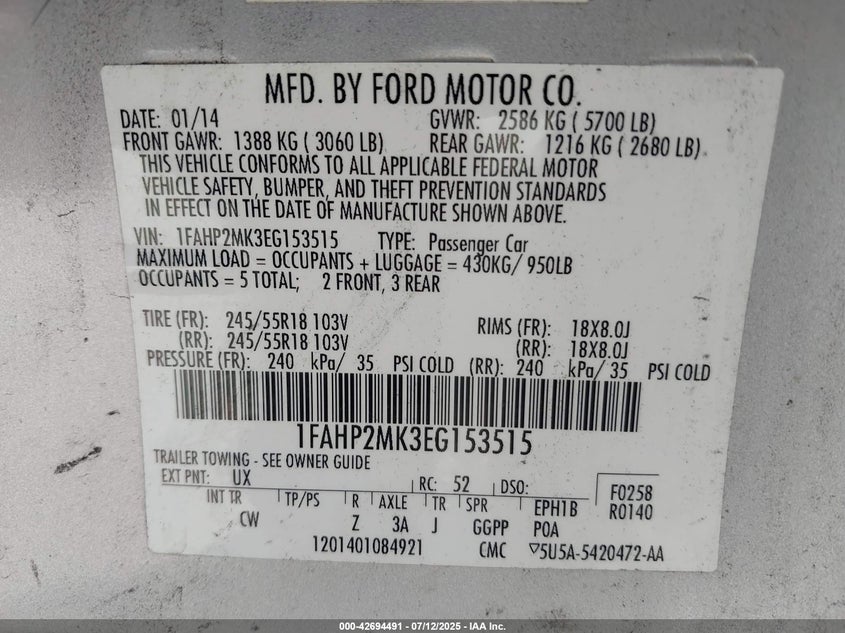 MFD. BY FORD MOTOR CO.
DATE: 01/14 GVWR: 2586 KG ( 5700 LB)
FRONT GAWR: 1388 KG ( 3060 LB) REAR GAWR: 1216 KG ( 2680 LB)
THIS VEHICLE CONFORMS TO ALL APPLICABLE FEDERAL MOTOR
VEHICLE SAFETY, BUMPER, AND THEFT PREVENTION STANDARDS
IN EFFECT ON THE DATE OF MANUFACTURE SHOWN ABOVE.
VIN: 1FAHP2MK3EG153515 TYPE: Passenger Car
MAXIMUM LOAD = OCCUPANTS + LUGGAGE = 430KG/ 950LB
OCCUPANTS = 5 TOTAL; 2 FRONT, 3 REAR
TIRE (FR): 245/55R18 103V RIMS (FR): 18X8.0J
(RR): 245/55R18 103V (RR): 18X8.0J
PRESSURE (FR): 240 kPa/ 35 PSI COLD (RR): 240 kPa/ 35 PSI COLD
1FAHP2MK3EG153515
TRAILER TOWING - SEE OWNER GUIDE
EXT PNT: UX RC: 52 DSO: F0258
INT TR TP/PS R AXLE TR SPR EPH1B R0140
CW Z 3A J GGPP POA
1201401084921 CMC ▽5U5A-5420472-AA
000-42694491 - 07/12/2025 - IAA Inc.